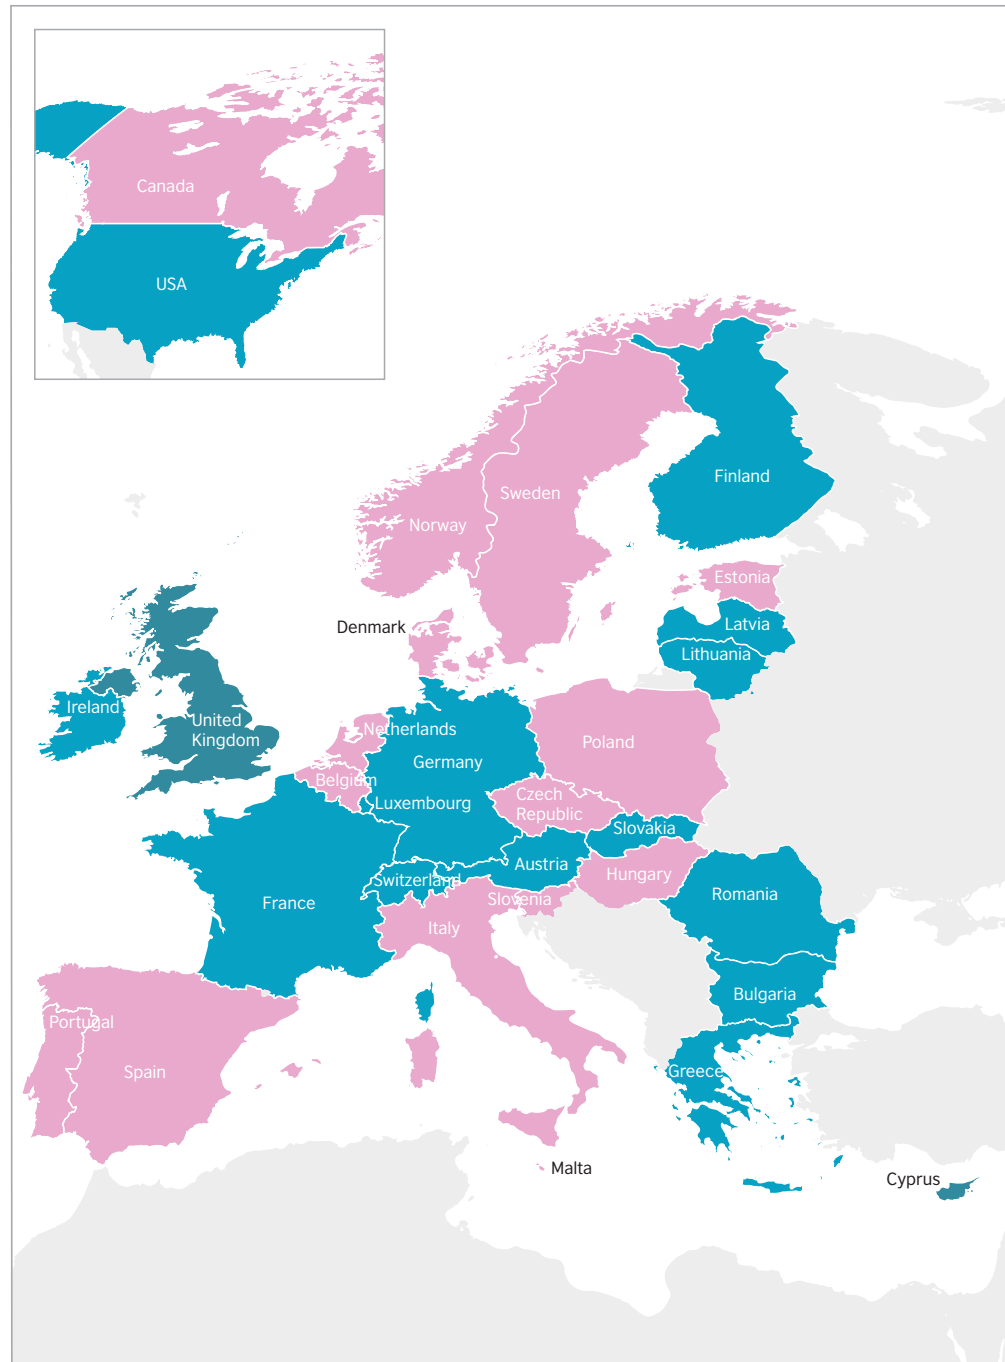 Canada
USA
Finland
Sweden
Norway
Estonia
Denmark
Latvia
Lithuania
Ireland
United
Kingdom
Netherlands
Poland
Germany
Belgium
Czech
Republic
Luxembourg
Slovakia
Austria
Hungary
Switzerland
Romania
Slovenia
France
Italy
Bulgaria
Portugal
Spain
Greece
Malta
Cyprus